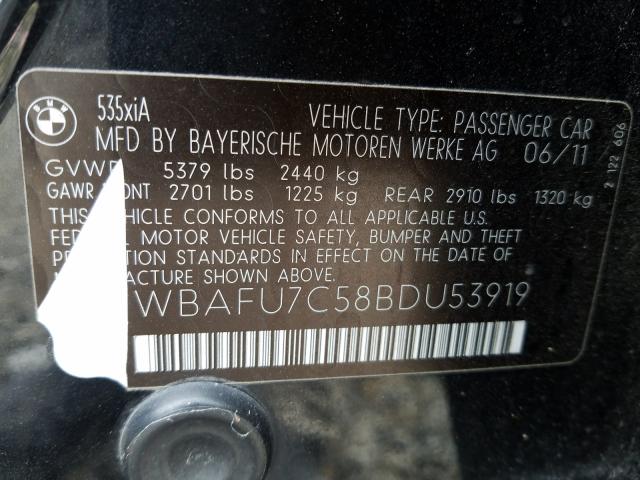 BMW
535xiA VEHICLE TYPE: PASSENGER CAR
MFD BY BAYERISCHE MOTOREN WERKE AG 06/11
5379 lbs 2440 kg
GAWR 2701 lbs 1225 kg REAR 2910 lbs 1320 kg
THIS VEHICLE CONFORMS TO ALL APPLICABLE U.S.
MOTOR VEHICLE SAFETY, BUMPER AND THEFT
STANDARDS IN EFFECT ON THE DATE OF
SHOWN ABOVE.
WBAFU7C58BDU53919
2 122 606